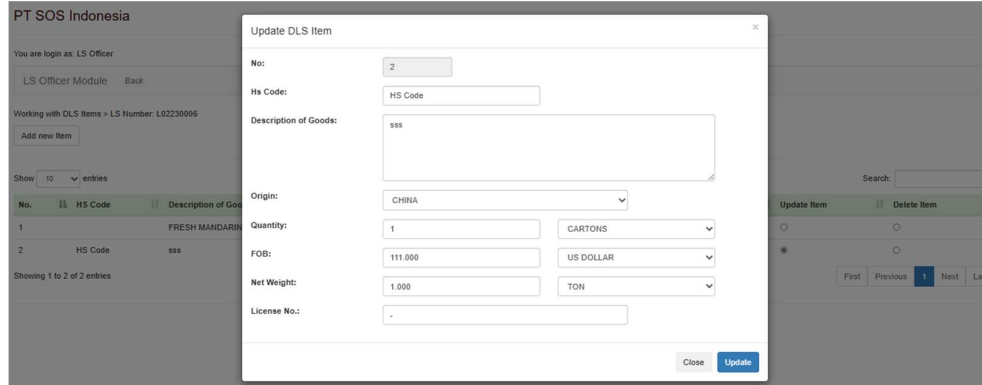 PT SOS Indonesia
You are login as: LS Officer
LS Officer Module Back
Working with DLS Items > LS Number: L02230006
Add new Item
Show 10 entries
Search:
No. HS Code Description of Goo Update Item Delete Item
1 FRESH MANDARIN
2 HS Code sss
Showing 1 to 2 of 2 entries
First Previous 1 Next La
Update DLS Item ×
No: 2
Hs Code: HS Code
Description of Goods: sss
Origin: CHINA
Quantity: 1 CARTONS
FOB: 111.000 US DOLLAR
Net Weight: 1.000 TON
License No.: -
Close Update